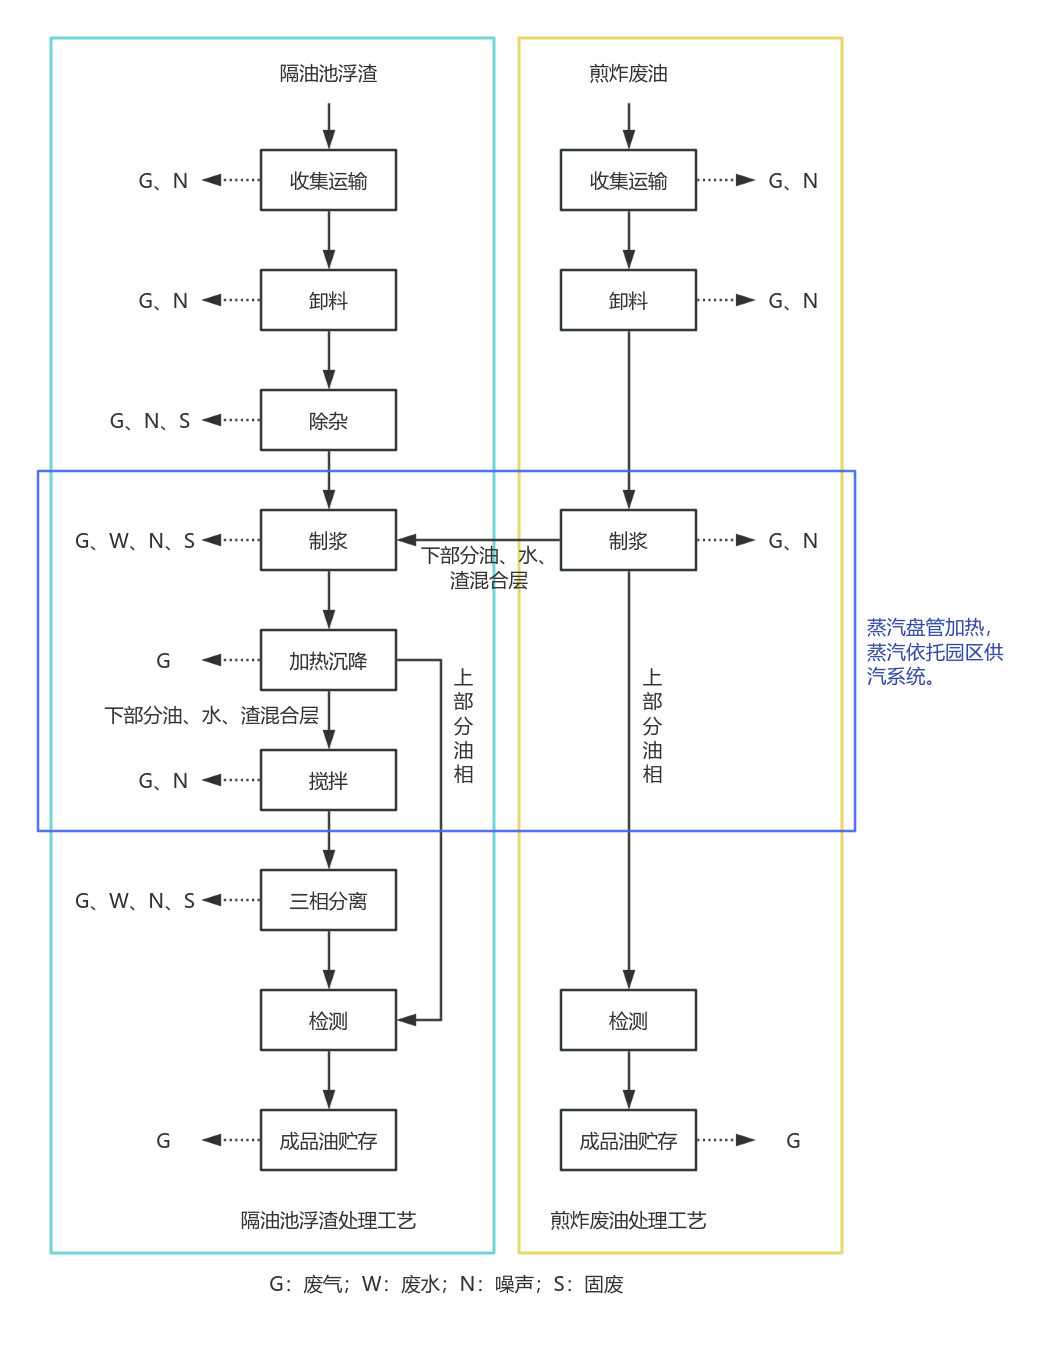 隔油池浮渣
煎炸废油
G、N
收集运输
收集运输
G、N
G、N
卸料
卸料
G、N
G、N、S
除杂
G、W、N、S
制浆
制浆
G、N
下部分油、水、
渣混合层
G
加热沉降
蒸汽盘管加热,
蒸汽依托园区供
汽系统。
下部分油、水、渣混合层
上部分油相
上部分油相
G、N
搅拌
G、W、N、S
三相分离
检测
检测
G
成品油贮存
成品油贮存
G
隔油池浮渣处理工艺
煎炸废油处理工艺
G：废气；W：废水；N：噪声；S：固废